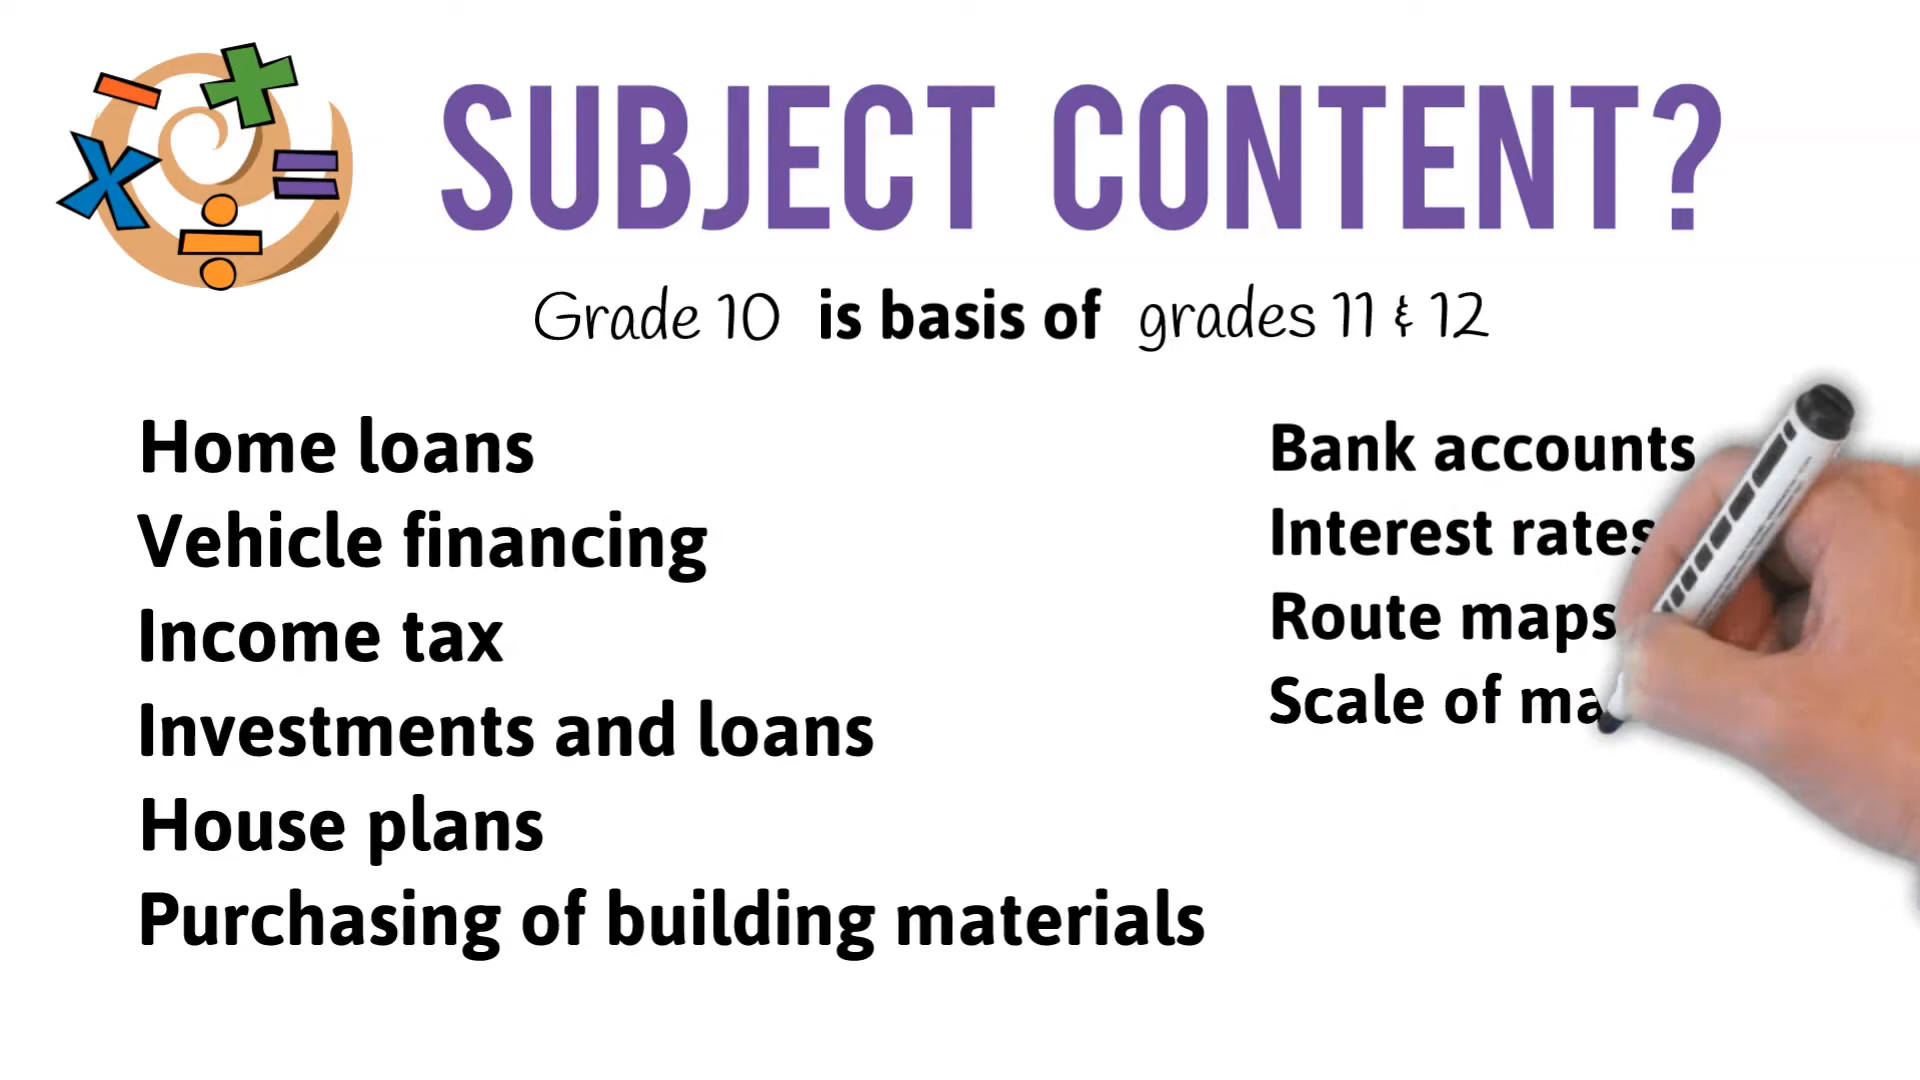 SUBJECT CONTENT?
Grade 10 is basis of grades 11 & 12
Home loans
Vehicle financing
Income tax
Investments and loans
House plans
Purchasing of building materials
Bank accounts
Interest rates
Route maps
Scale of